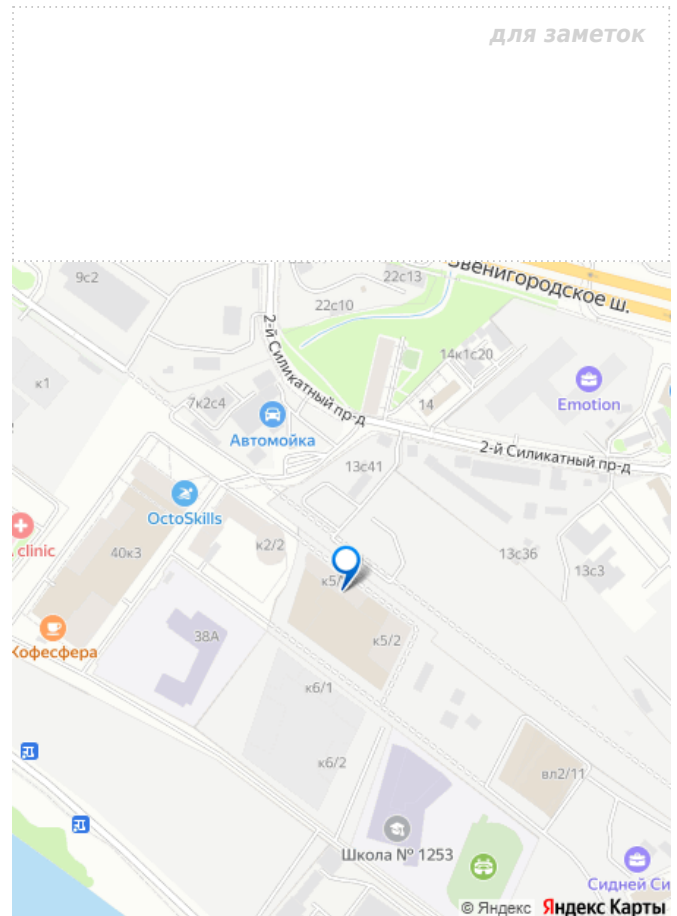 для заметок
Звенигородское ш.
9с2
22с13
22с10
2-й Силикатный пр-д
14к1с20
к1
7к2с4
14
Emotion
Автомойка
2-й Силикатный пр-д
13с41
OctoSkills
clinic
40к3
к2/2
13с36
13с3
к5/2
38А
Кофесфера
к6/1
к6/2
вл2/11
Школа № 1253
Сидней Си
© Яндекс Яндекс Карты